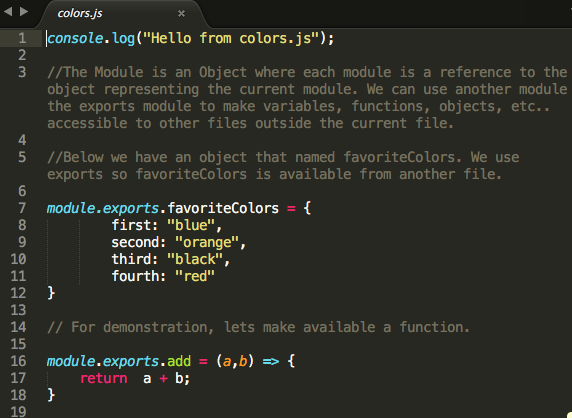 colors.js ×
1 console.log("Hello from colors.js");
2
3 //The Module is an Object where each module is a reference to the
object representing the current module. We can use another module
the exports module to make variables, functions, objects, etc..
accessible to other files outside the current file.
4
5 //Below we have an object that named favoriteColors. We use
exports so favoriteColors is available from another file.
6
7 module.exports.favoriteColors = {
8 first: "blue",
9 second: "orange",
10 third: "black",
11 fourth: "red"
12 }
13
14 // For demonstration, lets make available a function.
15
16 module.exports.add = (a,b) => {
17 return  a + b;
18 }
19